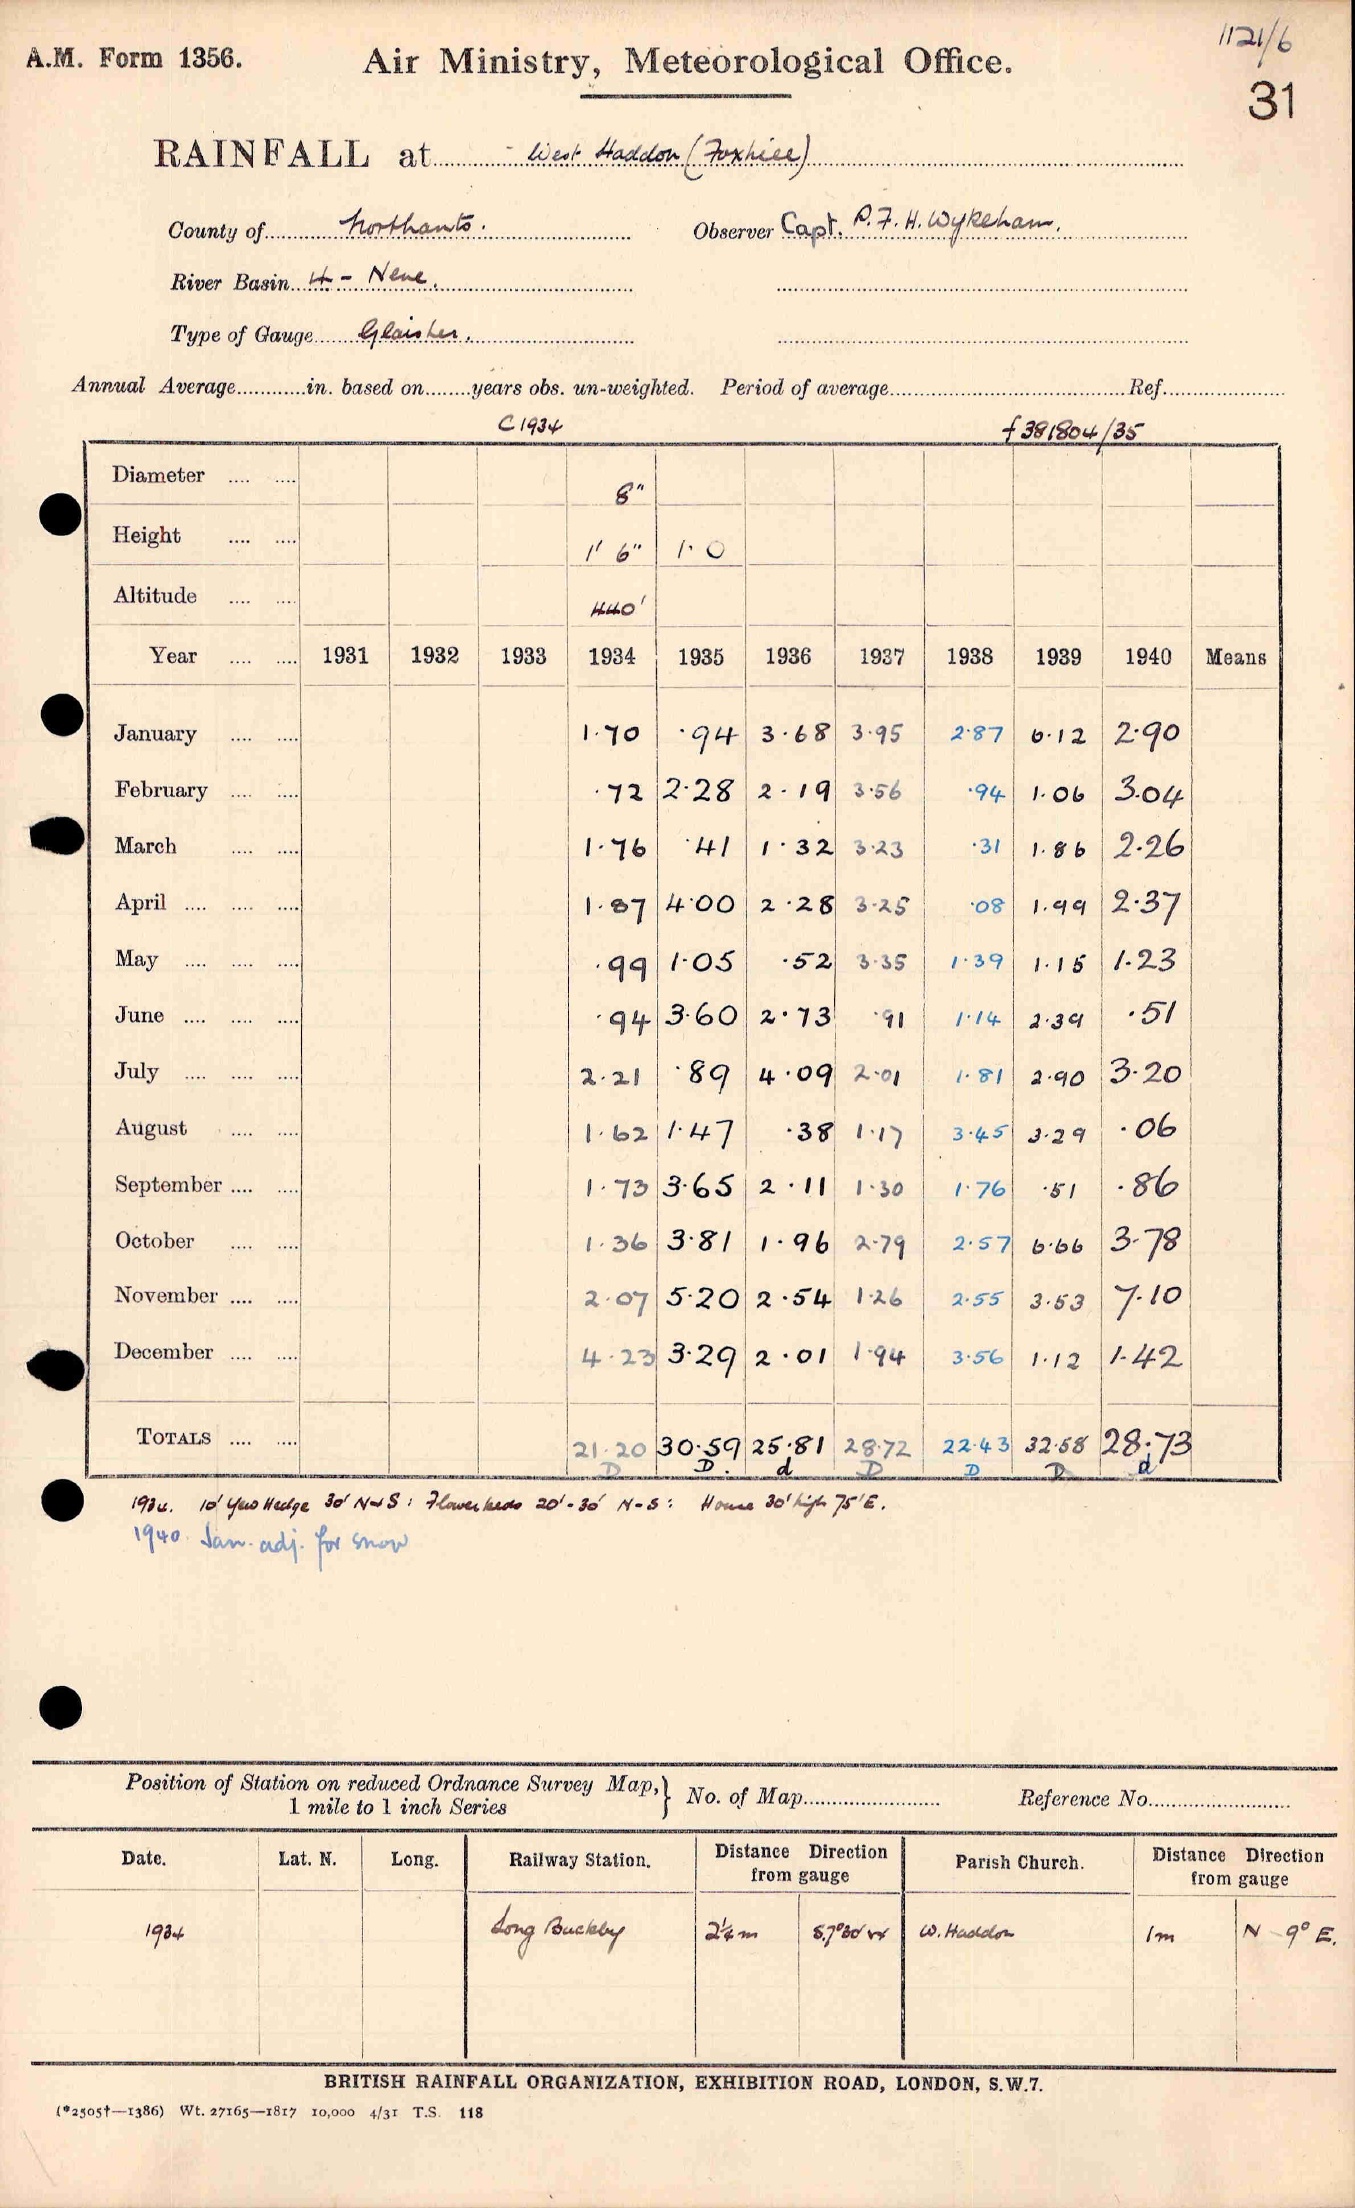 1121/6
A.M. Form 1356. Air Ministry, Meteorological Office.
31
RAINFALL at West Haddon (Foxhill)
County of Northants. Observer Capt. P.F.H. Wykeham.
River Basin 4 - Nene.
Type of Gauge Glaisher.
Annual Average in. based on years obs. un-weighted. Period of average Ref.
C1934 f381804/35
Diameter .... .... 8"
Height .... .... 1' 6" 1.0
Altitude .... .... 440'
Year .... .... 1931 1932 1933 1934 1935 1936 1937 1938 1939 1940 Means
January .... .... 1.70 .94 3.68 3.95 2.87 6.12 2.90
February .... .... .72 2.28 2.19 3.56 .94 1.06 3.04
March .... .... 1.76 .41 1.32 3.23 .31 1.86 2.26
April .... .... .... 1.87 4.00 2.28 3.25 .08 1.99 2.37
May .... .... .... .99 1.05 .52 3.35 1.39 1.15 1.23
June .... .... .... .94 3.60 2.73 .91 1.14 2.39 .51
July .... .... .... 2.21 .89 4.09 2.01 1.81 2.90 3.20
August .... .... 1.62 1.47 .38 1.17 3.45 3.29 .06
September .... .... 1.73 3.65 2.11 1.30 1.76 .51 .86
October .... .... 1.36 3.81 1.96 2.79 2.57 6.66 3.78
November .... .... 2.07 5.20 2.54 1.26 2.55 3.53 7.10
December .... .... 4.23 3.29 2.01 1.94 3.56 1.12 1.42
TOTALS .... .... 21.20 30.59 25.81 28.72 22.43 32.58 28.73
D D. d D D D d
1934. 10' Yew Hedge 30' N & S: Flower beds 20'-30' N-S: House 30' high 75' E.
1940. Jan. adj. for snow
Position of Station on reduced Ordnance Survey Map, } No. of Map Reference No.
1 mile to 1 inch Series
Date. Lat. N. Long. Railway Station. Distance Direction from gauge Parish Church. Distance Direction from gauge
1934 Long Buckby 2¼m S.7°30'W W. Haddon 1m N 9° E.
BRITISH RAINFALL ORGANIZATION, EXHIBITION ROAD, LONDON, S.W.7.
(*2505†—1386) Wt. 27165—1817 10,000 4/31 T.S. 118